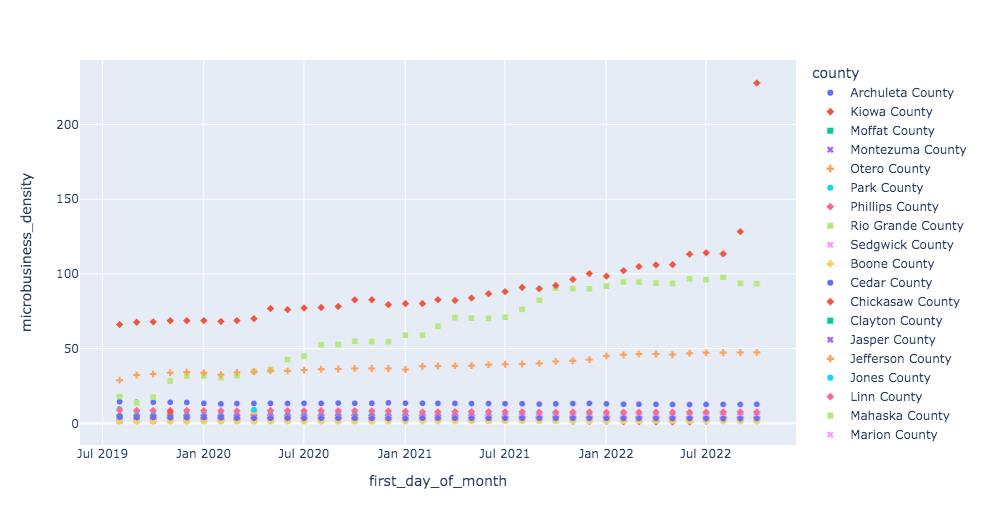 county
Archuleta County
Kiowa County
Moffat County
Montezuma County
Otero County
Park County
Phillips County
Rio Grande County
Sedgwick County
Boone County
Cedar County
Chickasaw County
Clayton County
Jasper County
Jefferson County
Jones County
Linn County
Mahaska County
Marion County
microbusiness_density
200
150
100
50
0
Jul 2019
Jan 2020
Jul 2020
Jan 2021
Jul 2021
Jan 2022
Jul 2022
first_day_of_month